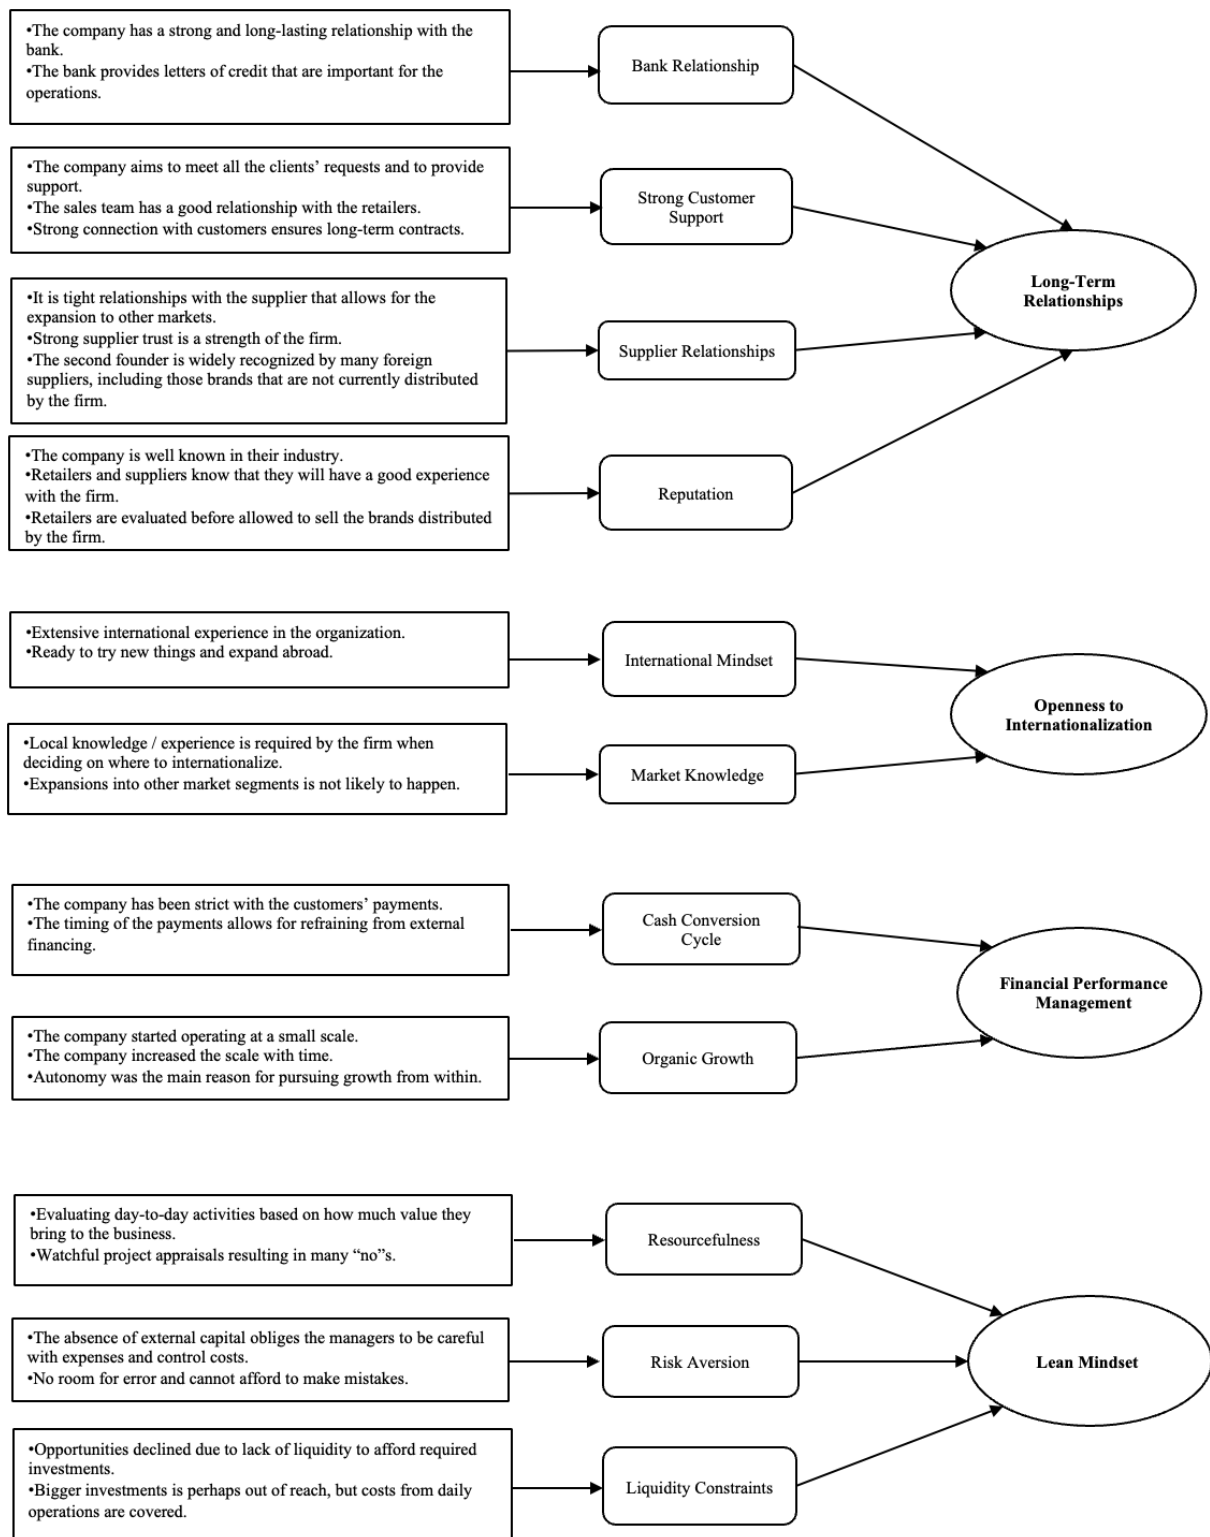 •The company has a strong and long-lasting relationship with the
bank.
•The bank provides letters of credit that are important for the
operations.
Bank Relationship
•The company aims to meet all the clients’ requests and to provide
support.
•The sales team has a good relationship with the retailers.
•Strong connection with customers ensures long-term contracts.
Strong Customer
Support
•It is tight relationships with the supplier that allows for the
expansion to other markets.
•Strong supplier trust is a strength of the firm.
•The second founder is widely recognized by many foreign
suppliers, including those brands that are not currently distributed
by the firm.
Supplier Relationships
•The company is well known in their industry.
•Retailers and suppliers know that they will have a good experience
with the firm.
•Retailers are evaluated before allowed to sell the brands distributed
by the firm.
Reputation
Long-Term
Relationships
•Extensive international experience in the organization.
•Ready to try new things and expand abroad.
International Mindset
•Local knowledge / experience is required by the firm when
deciding on where to internationalize.
•Expansions into other market segments is not likely to happen.
Market Knowledge
Openness to
Internationalization
•The company has been strict with the customers’ payments.
•The timing of the payments allows for refraining from external
financing.
Cash Conversion
Cycle
•The company started operating at a small scale.
•The company increased the scale with time.
•Autonomy was the main reason for pursuing growth from within.
Organic Growth
Financial Performance
Management
•Evaluating day-to-day activities based on how much value they
bring to the business.
•Watchful project appraisals resulting in many “no”s.
Resourcefulness
•The absence of external capital obliges the managers to be careful
with expenses and control costs.
•No room for error and cannot afford to make mistakes.
Risk Aversion
•Opportunities declined due to lack of liquidity to afford required
investments.
•Bigger investments is perhaps out of reach, but costs from daily
operations are covered.
Liquidity Constraints
Lean Mindset